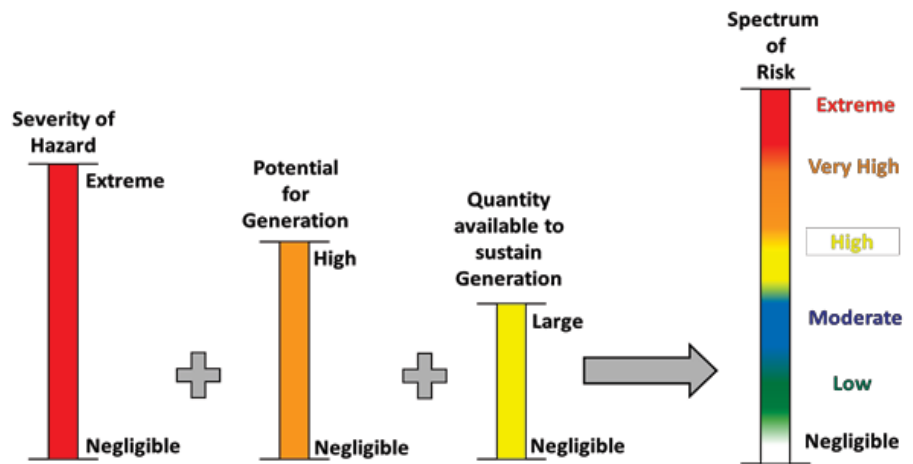 Severity of
Hazard
Extreme
Negligible
Potential
for
Generation
High
Negligible
Quantity
available to
sustain
Generation
Large
Negligible
Spectrum
of
Risk
Extreme
Very High
High
Moderate
Low
Negligible